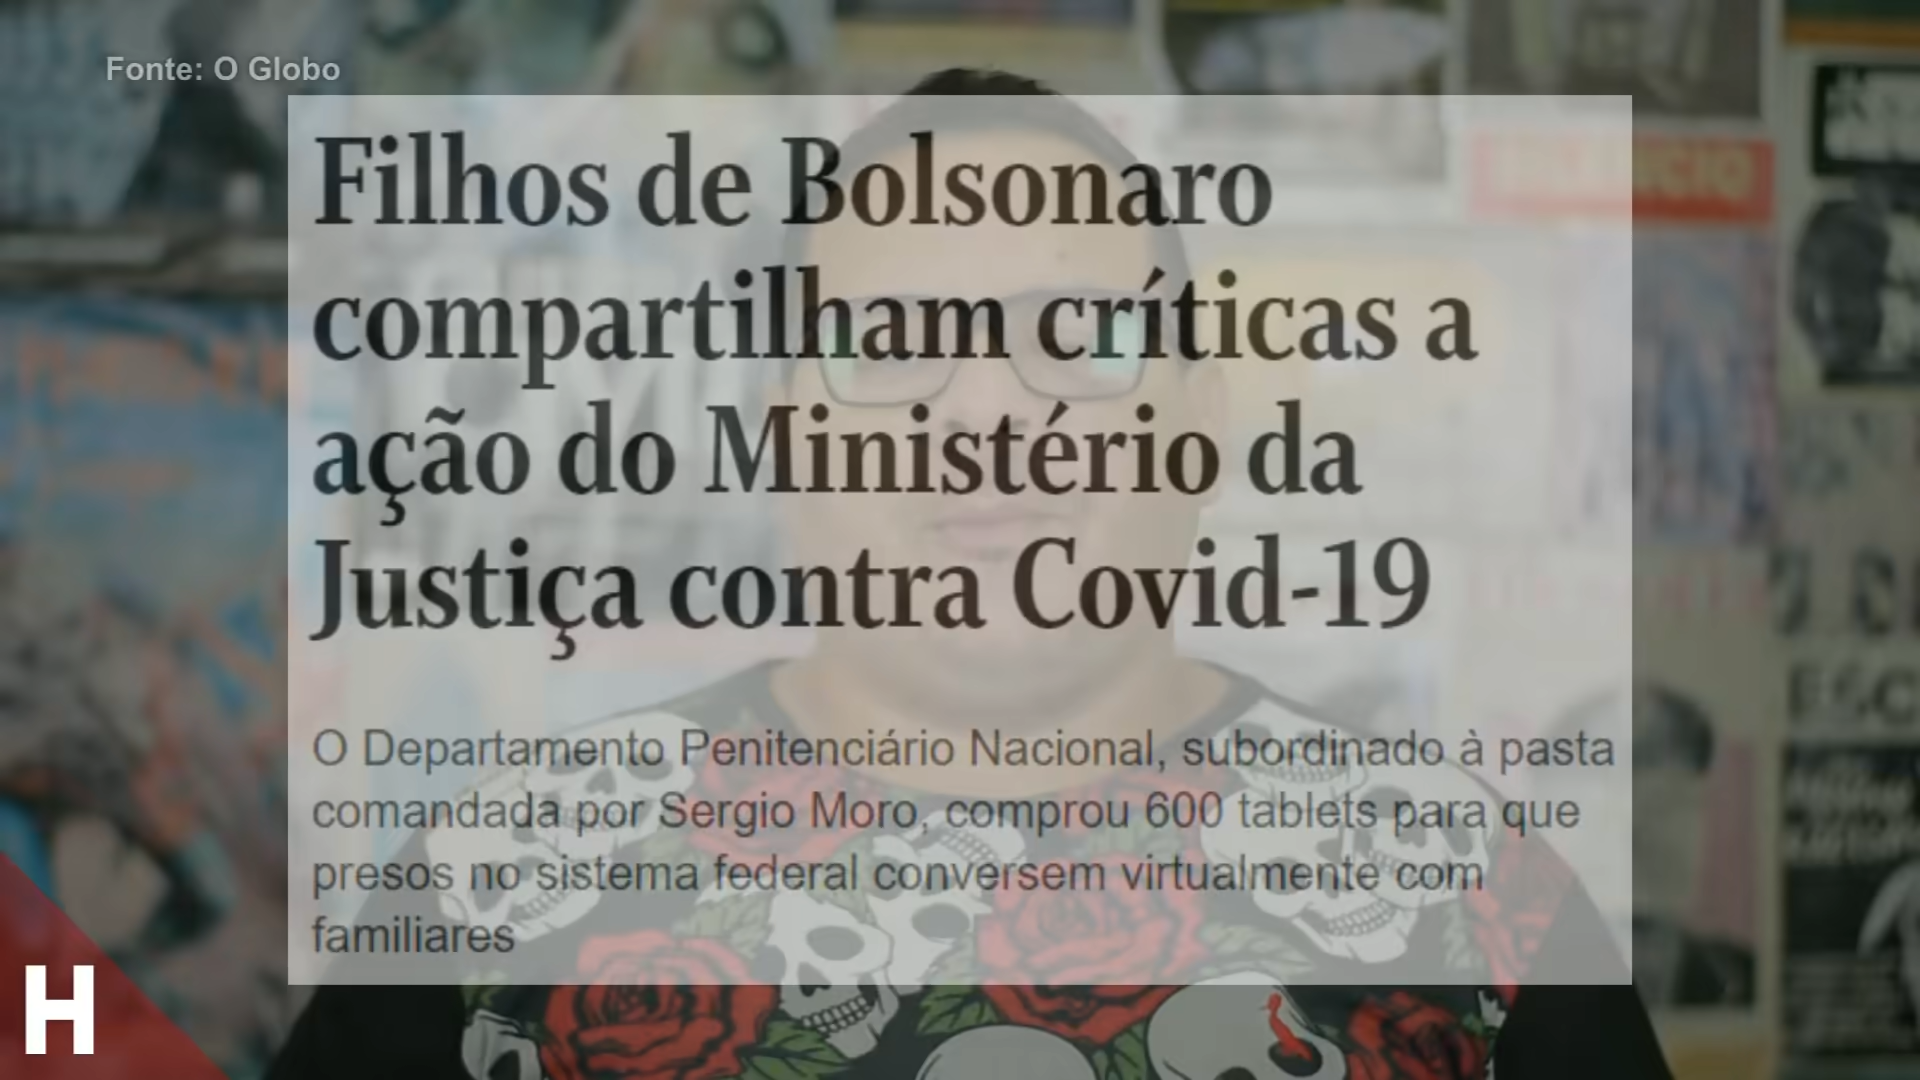 Fonte: O Globo
Filhos de Bolsonaro
compartilham críticas a
ação do Ministério da
Justiça contra Covid-19
O Departamento Penitenciário Nacional, subordinado à pasta
comandada por Sergio Moro, comprou 600 tablets para que
presos no sistema federal conversem virtualmente com
familiares
H